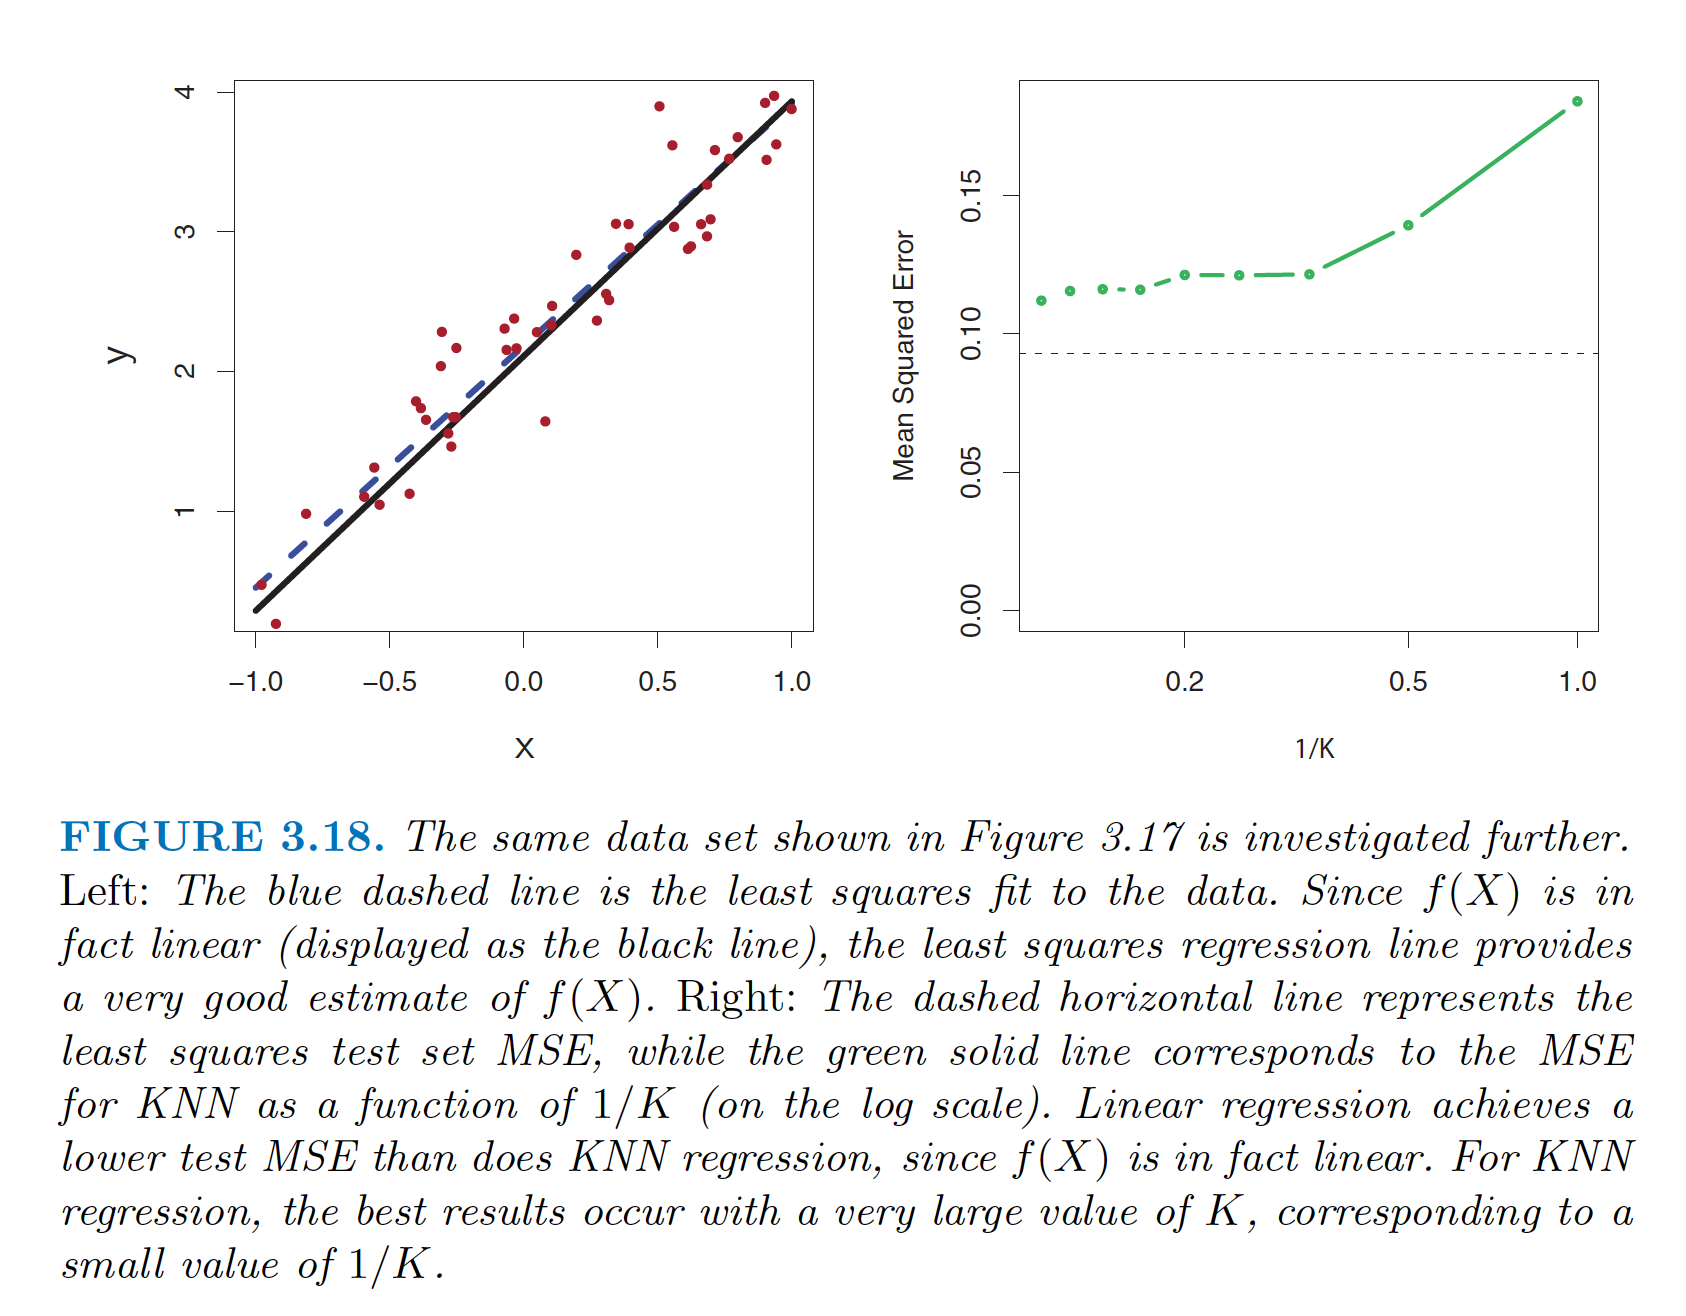 4
3
2
1
y
−1.0 −0.5 0.0 0.5 1.0
X
0.15
0.10
0.05
0.00
Mean Squared Error
0.2 0.5 1.0
1/K
FIGURE 3.18. The same data set shown in Figure 3.17 is investigated further.
Left: The blue dashed line is the least squares fit to the data. Since f(X) is in
fact linear (displayed as the black line), the least squares regression line provides
a very good estimate of f(X). Right: The dashed horizontal line represents the
least squares test set MSE, while the green solid line corresponds to the MSE
for KNN as a function of 1/K (on the log scale). Linear regression achieves a
lower test MSE than does KNN regression, since f(X) is in fact linear. For KNN
regression, the best results occur with a very large value of K, corresponding to a
small value of 1/K.